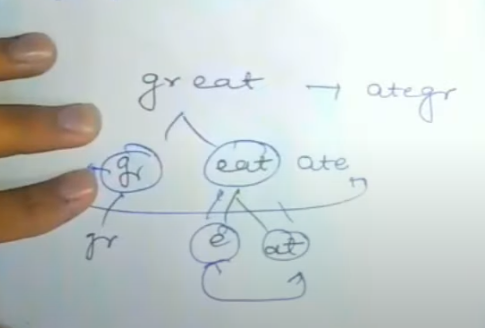 great → ategr
gr eat ate
gr e at